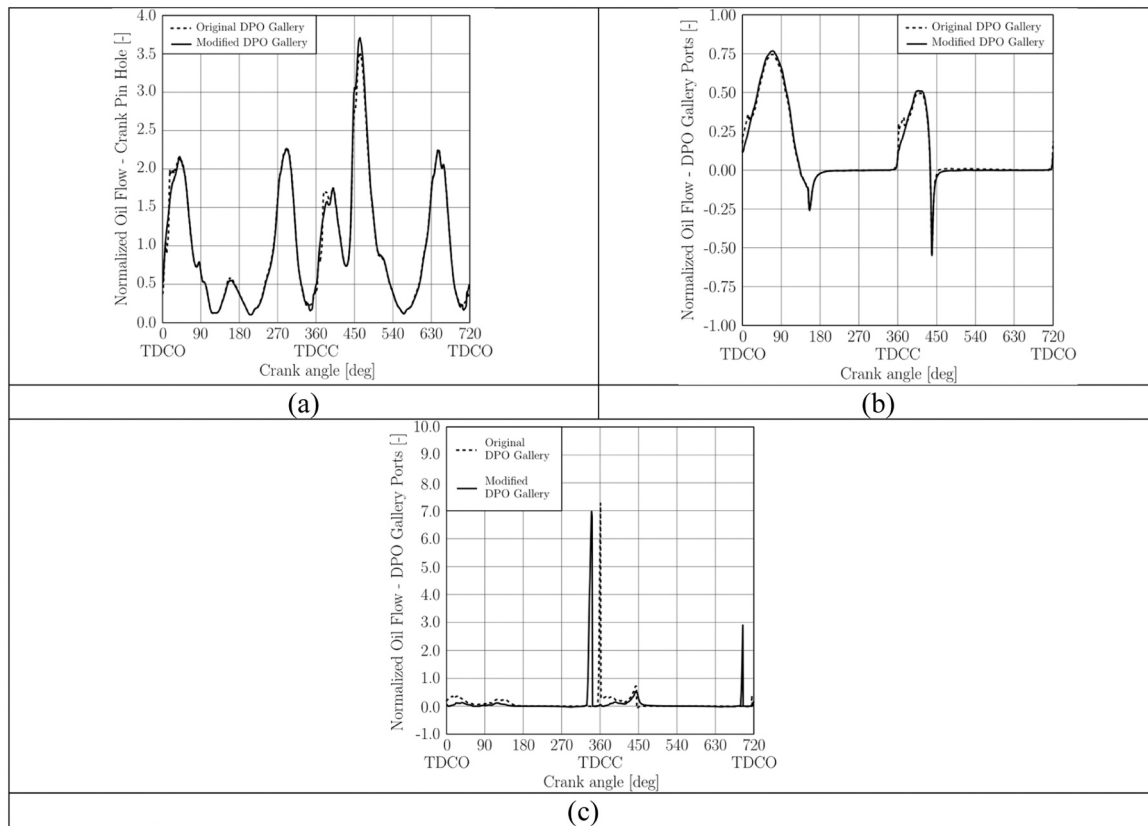 Original DPO Gallery
Modified DPO Gallery
Normalized Oil Flow - Crank Pin Hole [-]
4.0
3.5
3.0
2.5
2.0
1.5
1.0
0.5
0.0
0 90 180 270 360 450 540 630 720
TDCO TDCC TDCO
Crank angle [deg]
(a)
Original DPO Gallery
Modified DPO Gallery
Normalized Oil Flow - DPO Gallery Ports [-]
1.00
0.75
0.50
0.25
0.00
-0.25
-0.50
-0.75
-1.00
0 90 180 270 360 450 540 630 720
TDCO TDCC TDCO
Crank angle [deg]
(b)
Original
DPO Gallery
Modified
DPO Gallery
Normalized Oil Flow - DPO Gallery Ports [-]
10.0
9.0
8.0
7.0
6.0
5.0
4.0
3.0
2.0
1.0
0.0
-1.0
0 90 180 270 360 450 540 630 720
TDCO TDCC TDCO
Crank angle [deg]
(c)